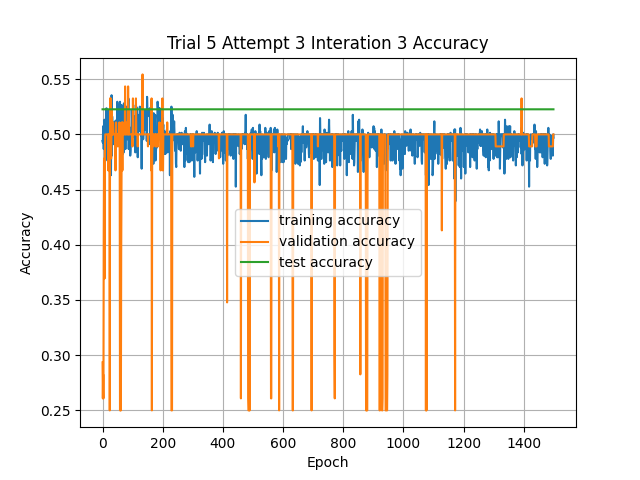 Trial 5 Attempt 3 Interation 3 Accuracy
0.55
0.50
0.45
0.40
0.35
0.30
0.25
Accuracy
training accuracy
validation accuracy
test accuracy
0 200 400 600 800 1000 1200 1400
Epoch